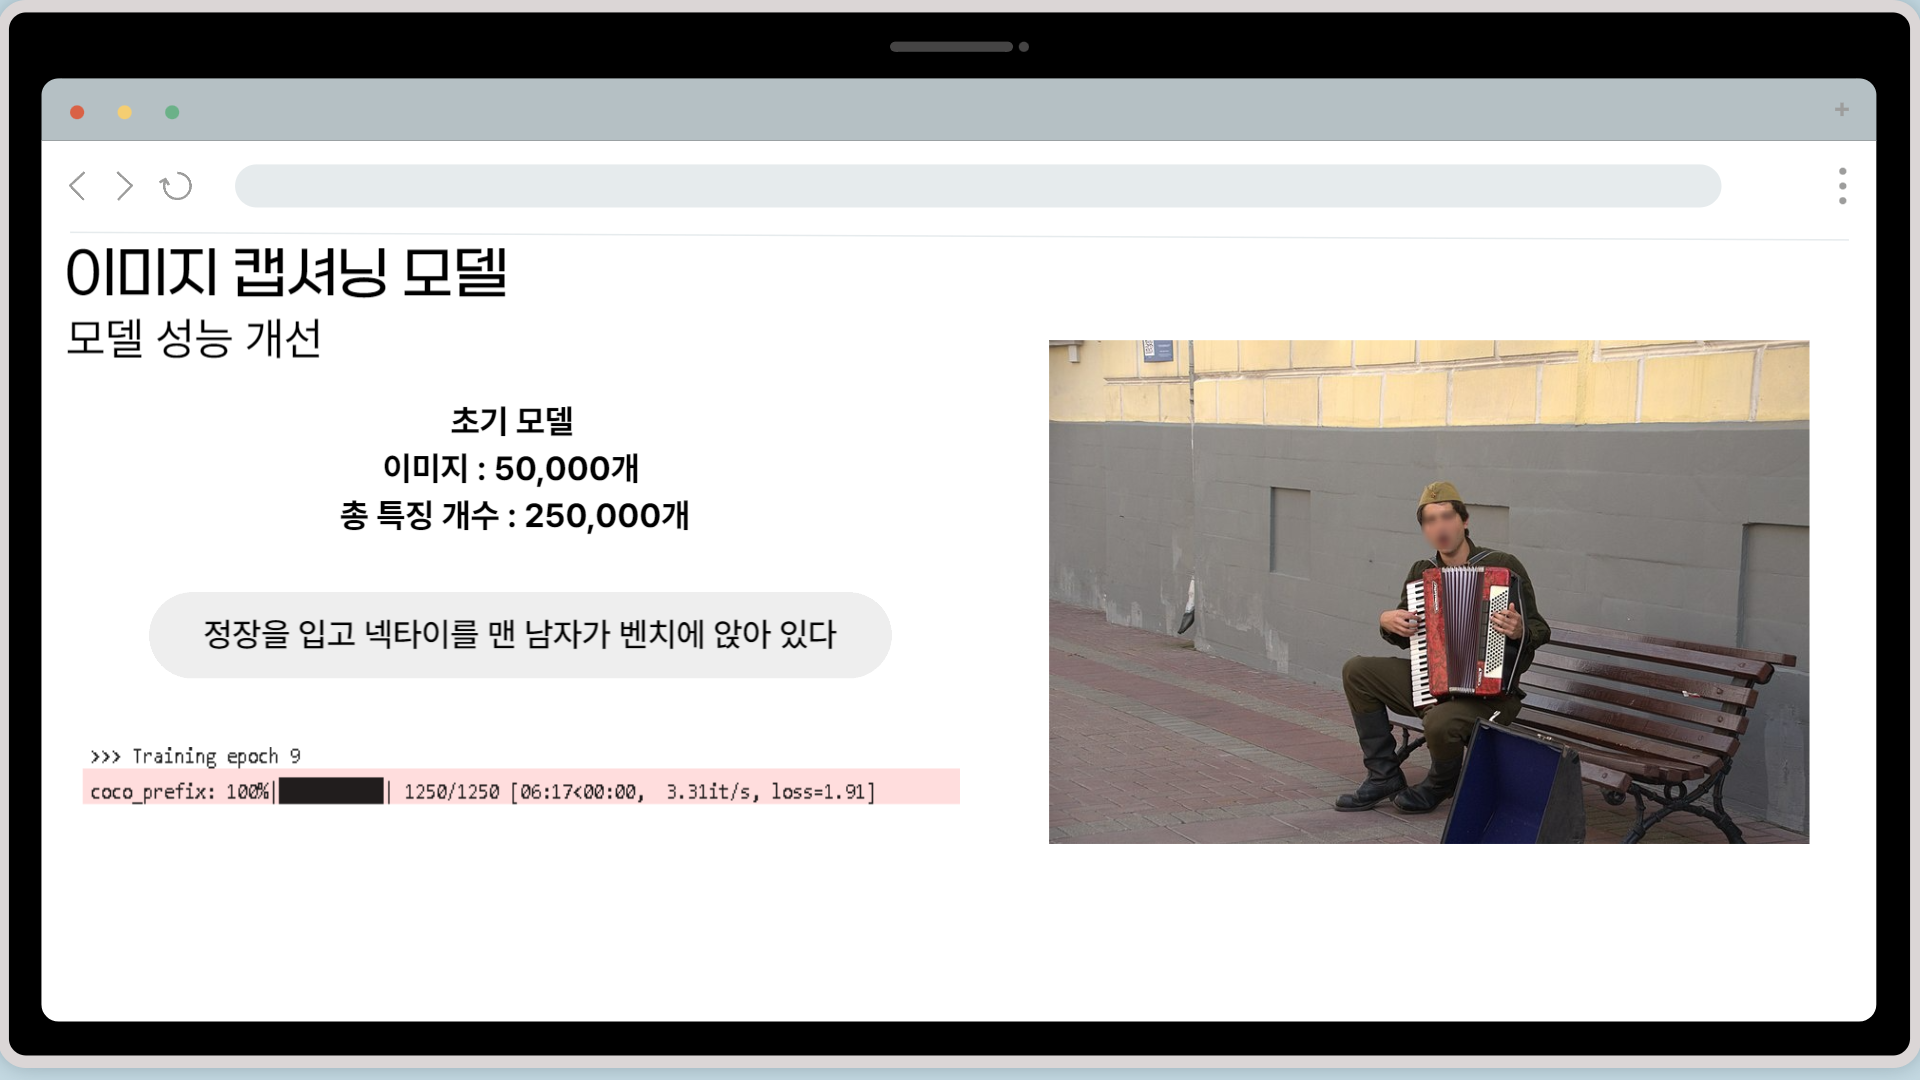 이미지 캡셔닝 모델
모델 성능 개선
초기 모델
이미지 : 50,000개
총 특징 개수 : 250,000개
정장을 입고 넥타이를 맨 남자가 벤치에 앉아 있다
>>> Training epoch 9
coco_prefix: 100%|██████████| 1250/1250 [06:17<00:00,  3.31it/s, loss=1.91]